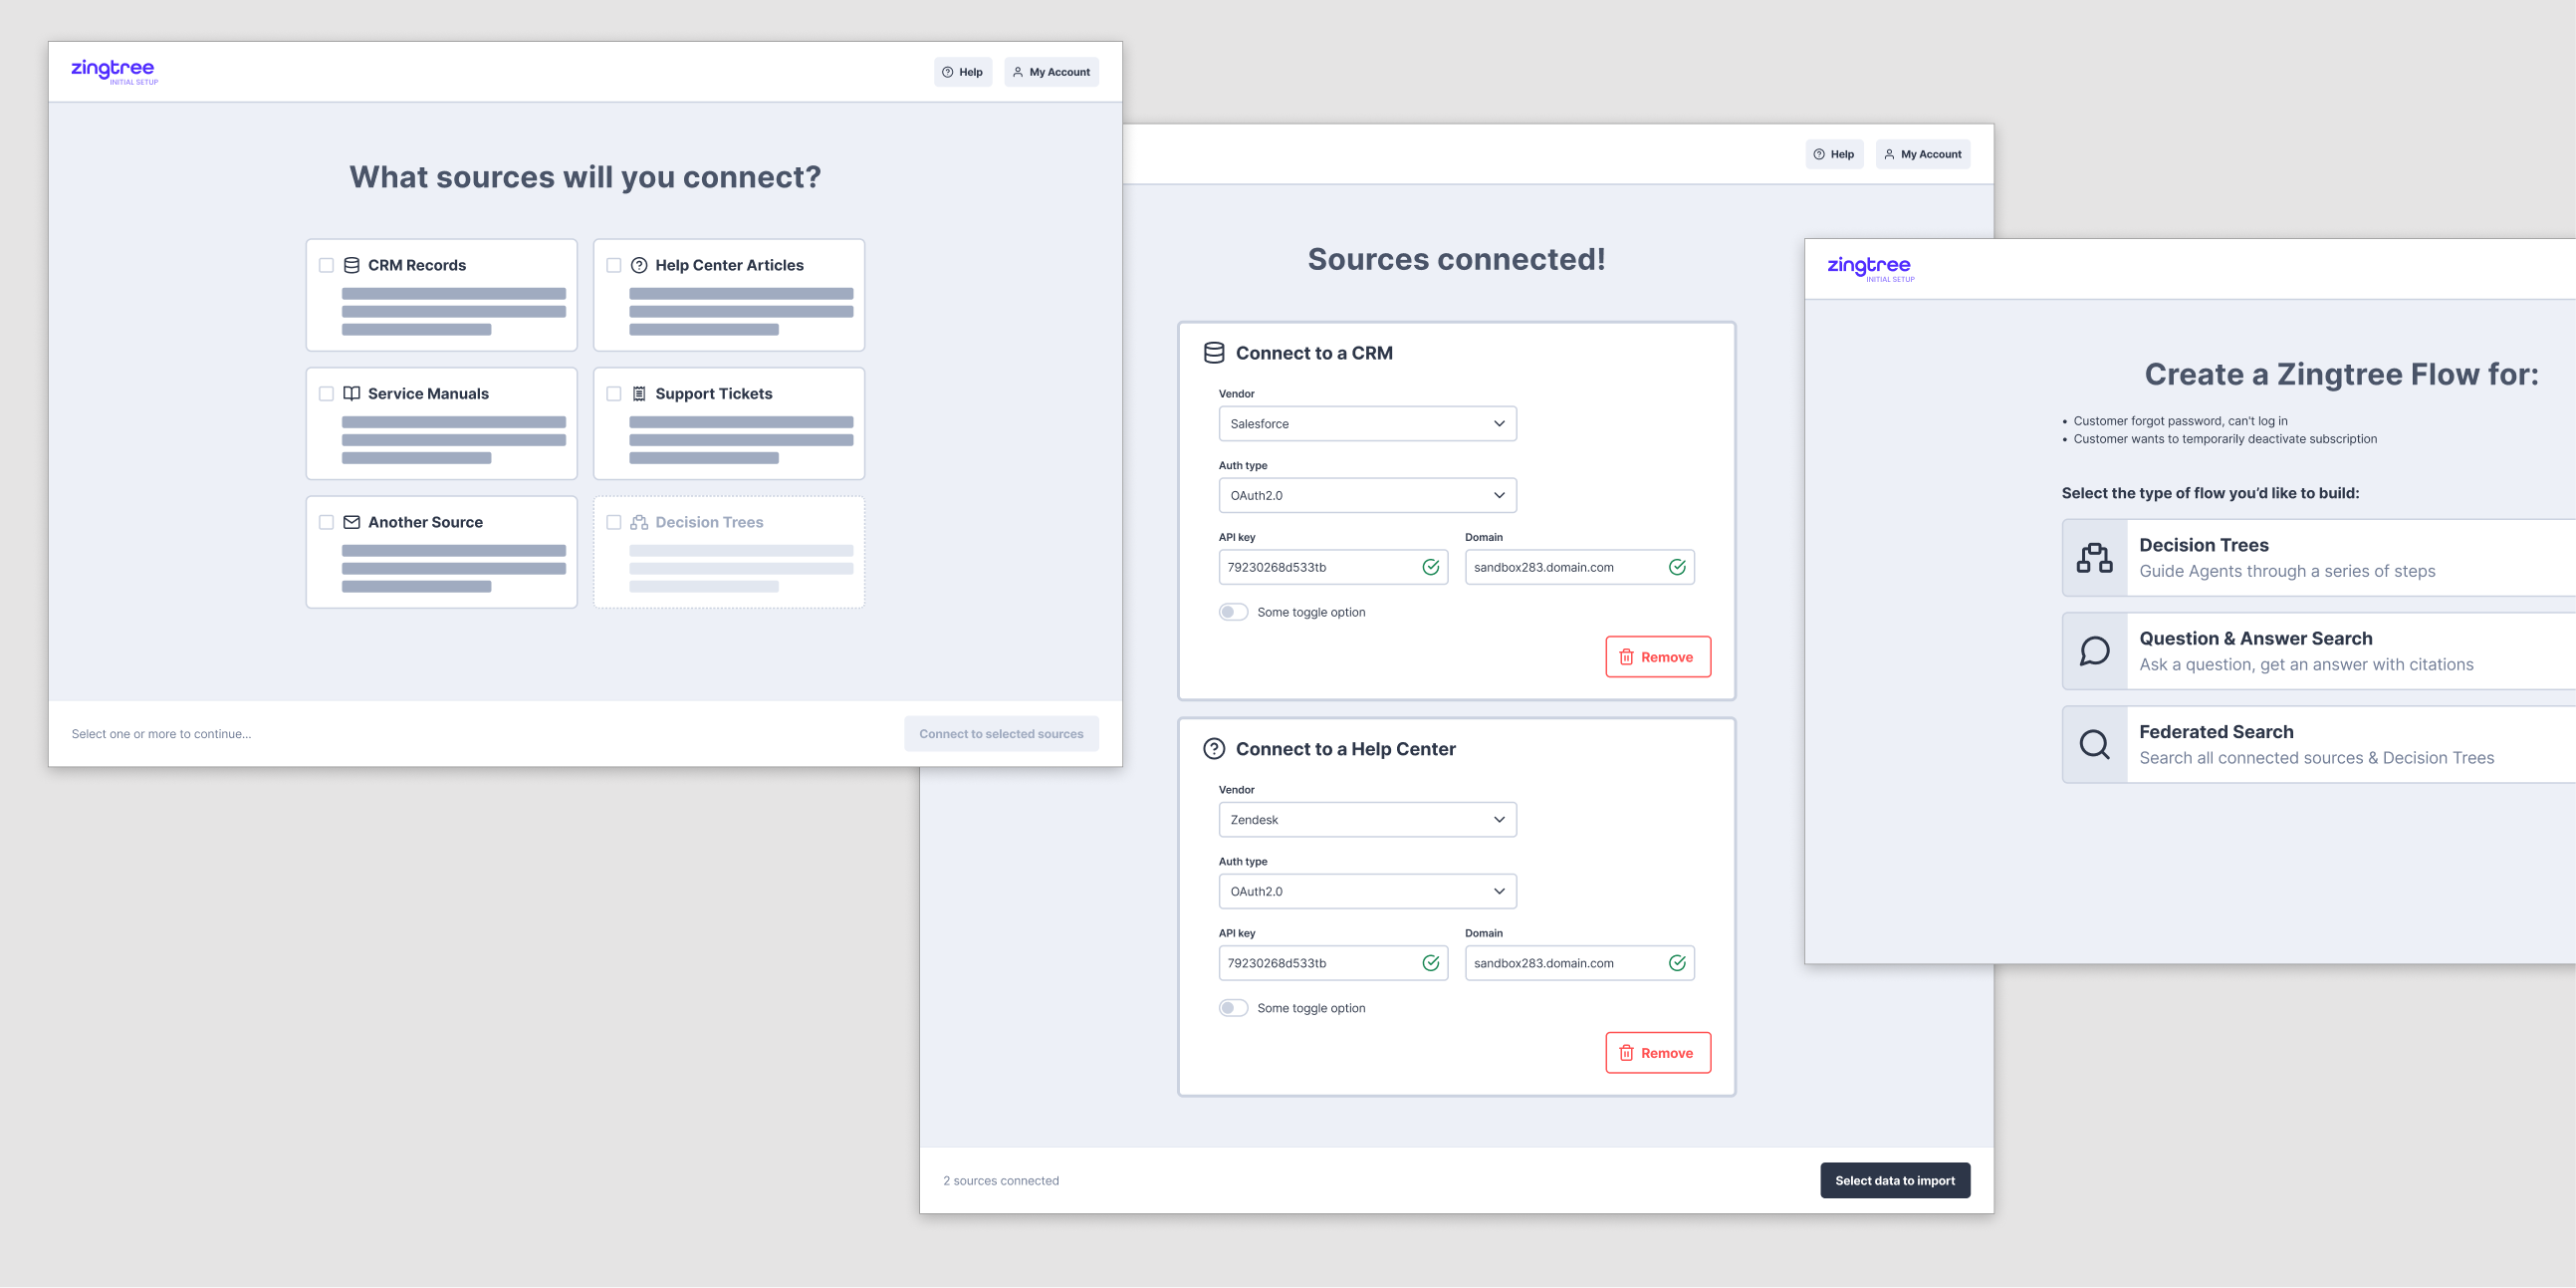 zingtree
INITIAL SETUP
Help
My Account
What sources will you connect?
CRM Records
Help Center Articles
Service Manuals
Support Tickets
Another Source
Decision Trees
Select one or more to continue...
Connect to selected sources
Help
My Account
Sources connected!
Connect to a CRM
Vendor
Salesforce
Auth type
OAuth2.0
API key
Domain
79230268d533tb
sandbox283.domain.com
Some toggle option
Remove
Connect to a Help Center
Vendor
Zendesk
Auth type
OAuth2.0
API key
Domain
79230268d533tb
sandbox283.domain.com
Some toggle option
Remove
2 sources connected
Select data to import
zingtree
INITIAL SETUP
Create a Zingtree Flow for:
• Customer forgot password, can't log in
• Customer wants to temporarily deactivate subscription
Select the type of flow you’d like to build:
Decision Trees
Guide Agents through a series of steps
Question & Answer Search
Ask a question, get an answer with citations
Federated Search
Search all connected sources & Decision Trees